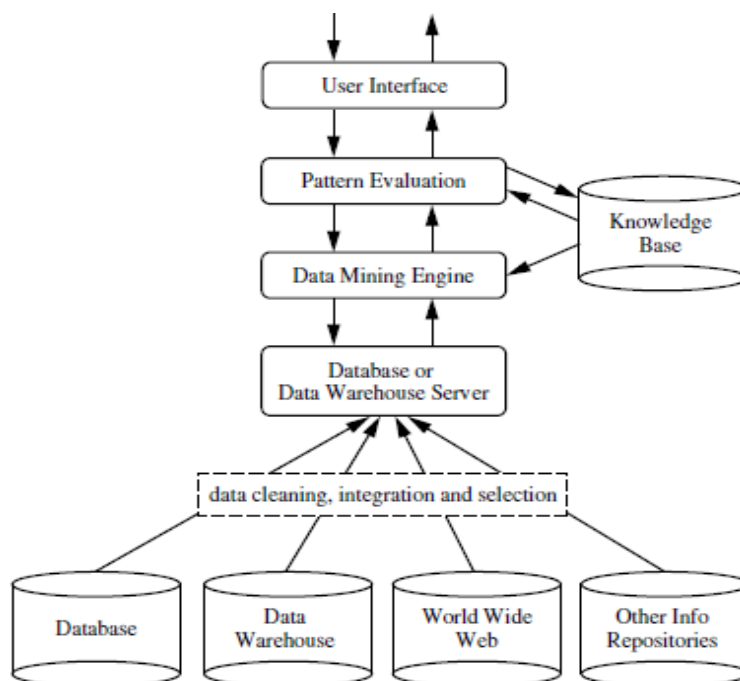 User Interface
Pattern Evaluation
Knowledge
Base
Data Mining Engine
Database or
Data Warehouse Server
data cleaning, integration and selection
Database
Data
Warehouse
World Wide
Web
Other Info
Repositories